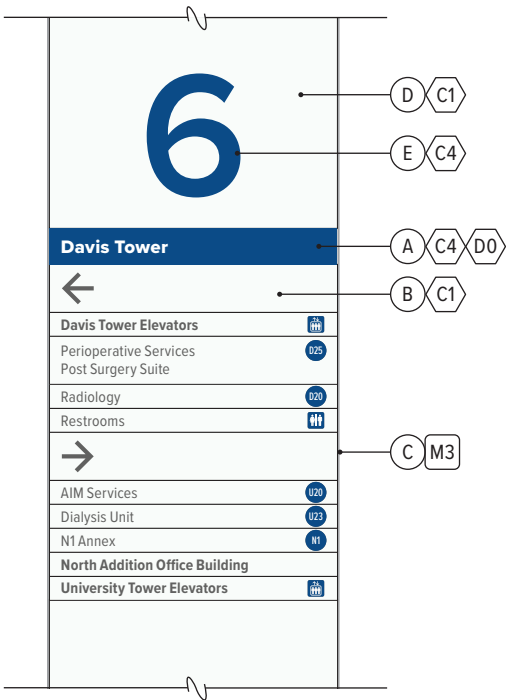 6
D C1
E C4
Davis Tower
A C4 D0
B C1
Davis Tower Elevators
Perioperative Services D25
Post Surgery Suite
Radiology D20
Restrooms
C M3
AIM Services U20
Dialysis Unit U23
N1 Annex N1
North Addition Office Building
University Tower Elevators